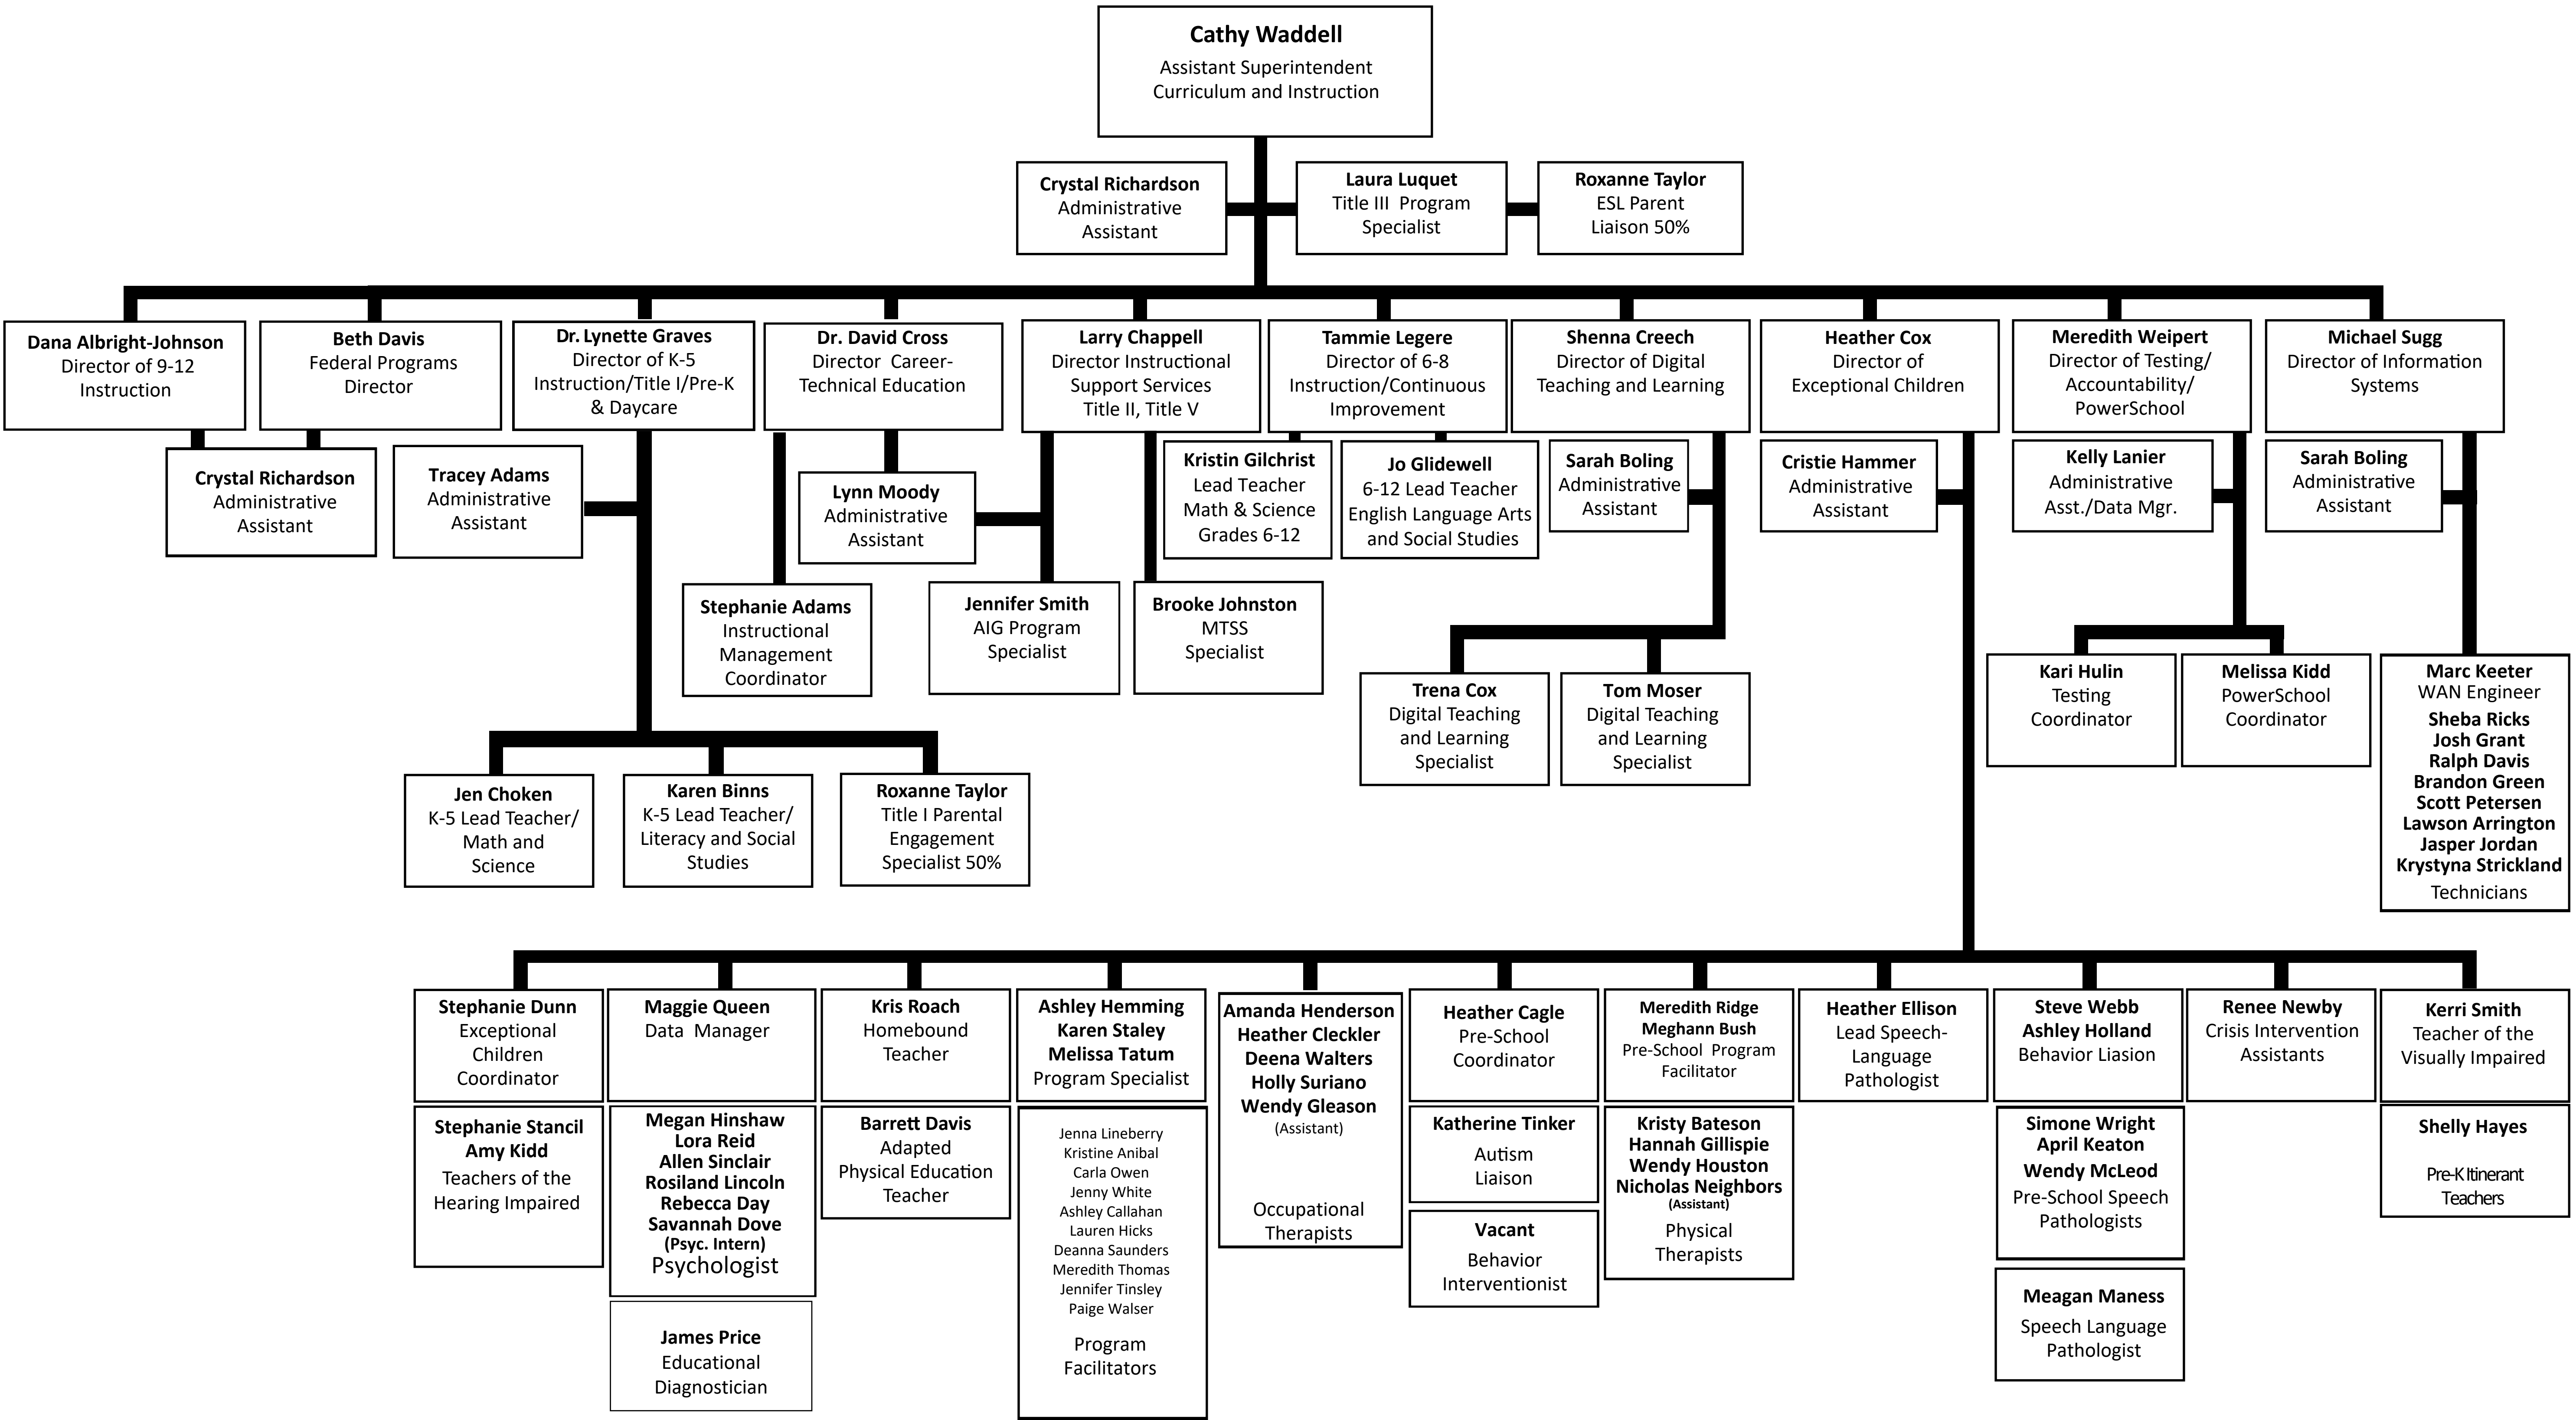 Cathy Waddell
Assistant Superintendent
Curriculum and Instruction
Crystal Richardson
Administrative
Assistant
Laura Luquet
Title III Program
Specialist
Roxanne Taylor
ESL Parent
Liaison 50%
Dana Albright-Johnson
Director of 9-12
Instruction
Beth Davis
Federal Programs
Director
Dr. Lynette Graves
Director of K-5
Instruction/Title I/Pre-K
& Daycare
Dr. David Cross
Director Career-
Technical Education
Larry Chappell
Director Instructional
Support Services
Title II, Title V
Tammie Legere
Director of 6-8
Instruction/Continuous
Improvement
Shenna Creech
Director of Digital
Teaching and Learning
Heather Cox
Director of
Exceptional Children
Meredith Weipert
Director of Testing/
Accountability/
PowerSchool
Michael Sugg
Director of Information
Systems
Crystal Richardson
Administrative
Assistant
Tracey Adams
Administrative
Assistant
Lynn Moody
Administrative
Assistant
Kristin Gilchrist
Lead Teacher
Math & Science
Grades 6-12
Jo Glidewell
6-12 Lead Teacher
English Language Arts
and Social Studies
Sarah Boling
Administrative
Assistant
Cristie Hammer
Administrative
Assistant
Kelly Lanier
Administrative
Asst./Data Mgr.
Sarah Boling
Administrative
Assistant
Stephanie Adams
Instructional
Management
Coordinator
Jennifer Smith
AIG Program
Specialist
Brooke Johnston
MTSS
Specialist
Trena Cox
Digital Teaching
and Learning
Specialist
Tom Moser
Digital Teaching
and Learning
Specialist
Kari Hulin
Testing
Coordinator
Melissa Kidd
PowerSchool
Coordinator
Marc Keeter
WAN Engineer
Sheba Ricks
Josh Grant
Ralph Davis
Brandon Green
Scott Petersen
Lawson Arrington
Jasper Jordan
Krystyna Strickland
Technicians
Jen Choken
K-5 Lead Teacher/
Math and
Science
Karen Binns
K-5 Lead Teacher/
Literacy and Social
Studies
Roxanne Taylor
Title I Parental
Engagement
Specialist 50%
Stephanie Dunn
Exceptional
Children
Coordinator
Maggie Queen
Data Manager
Kris Roach
Homebound
Teacher
Ashley Hemming
Karen Staley
Melissa Tatum
Program Specialist
Amanda Henderson
Heather Cleckler
Deena Walters
Holly Suriano
Wendy Gleason
(Assistant)
Occupational
Therapists
Heather Cagle
Pre-School
Coordinator
Meredith Ridge
Meghann Bush
Pre-School Program
Facilitator
Heather Ellison
Lead Speech-
Language
Pathologist
Steve Webb
Ashley Holland
Behavior Liasion
Renee Newby
Crisis Intervention
Assistants
Kerri Smith
Teacher of the
Visually Impaired
Stephanie Stancil
Amy Kidd
Teachers of the
Hearing Impaired
Megan Hinshaw
Lora Reid
Allen Sinclair
Rosiland Lincoln
Rebecca Day
Savannah Dove
(Psyc. Intern)
Psychologist
Barrett Davis
Adapted
Physical Education
Teacher
Jenna Lineberry
Kristine Anibal
Carla Owen
Jenny White
Ashley Callahan
Lauren Hicks
Deanna Saunders
Meredith Thomas
Jennifer Tinsley
Paige Walser
Program
Facilitators
Katherine Tinker
Autism
Liaison
Kristy Bateson
Hannah Gillispie
Wendy Houston
Nicholas Neighbors
(Assistant)
Physical
Therapists
Simone Wright
April Keaton
Wendy McLeod
Pre-School Speech
Pathologists
Shelly Hayes
Pre-K Itinerant
Teachers
Vacant
Behavior
Interventionist
James Price
Educational
Diagnostician
Meagan Maness
Speech Language
Pathologist